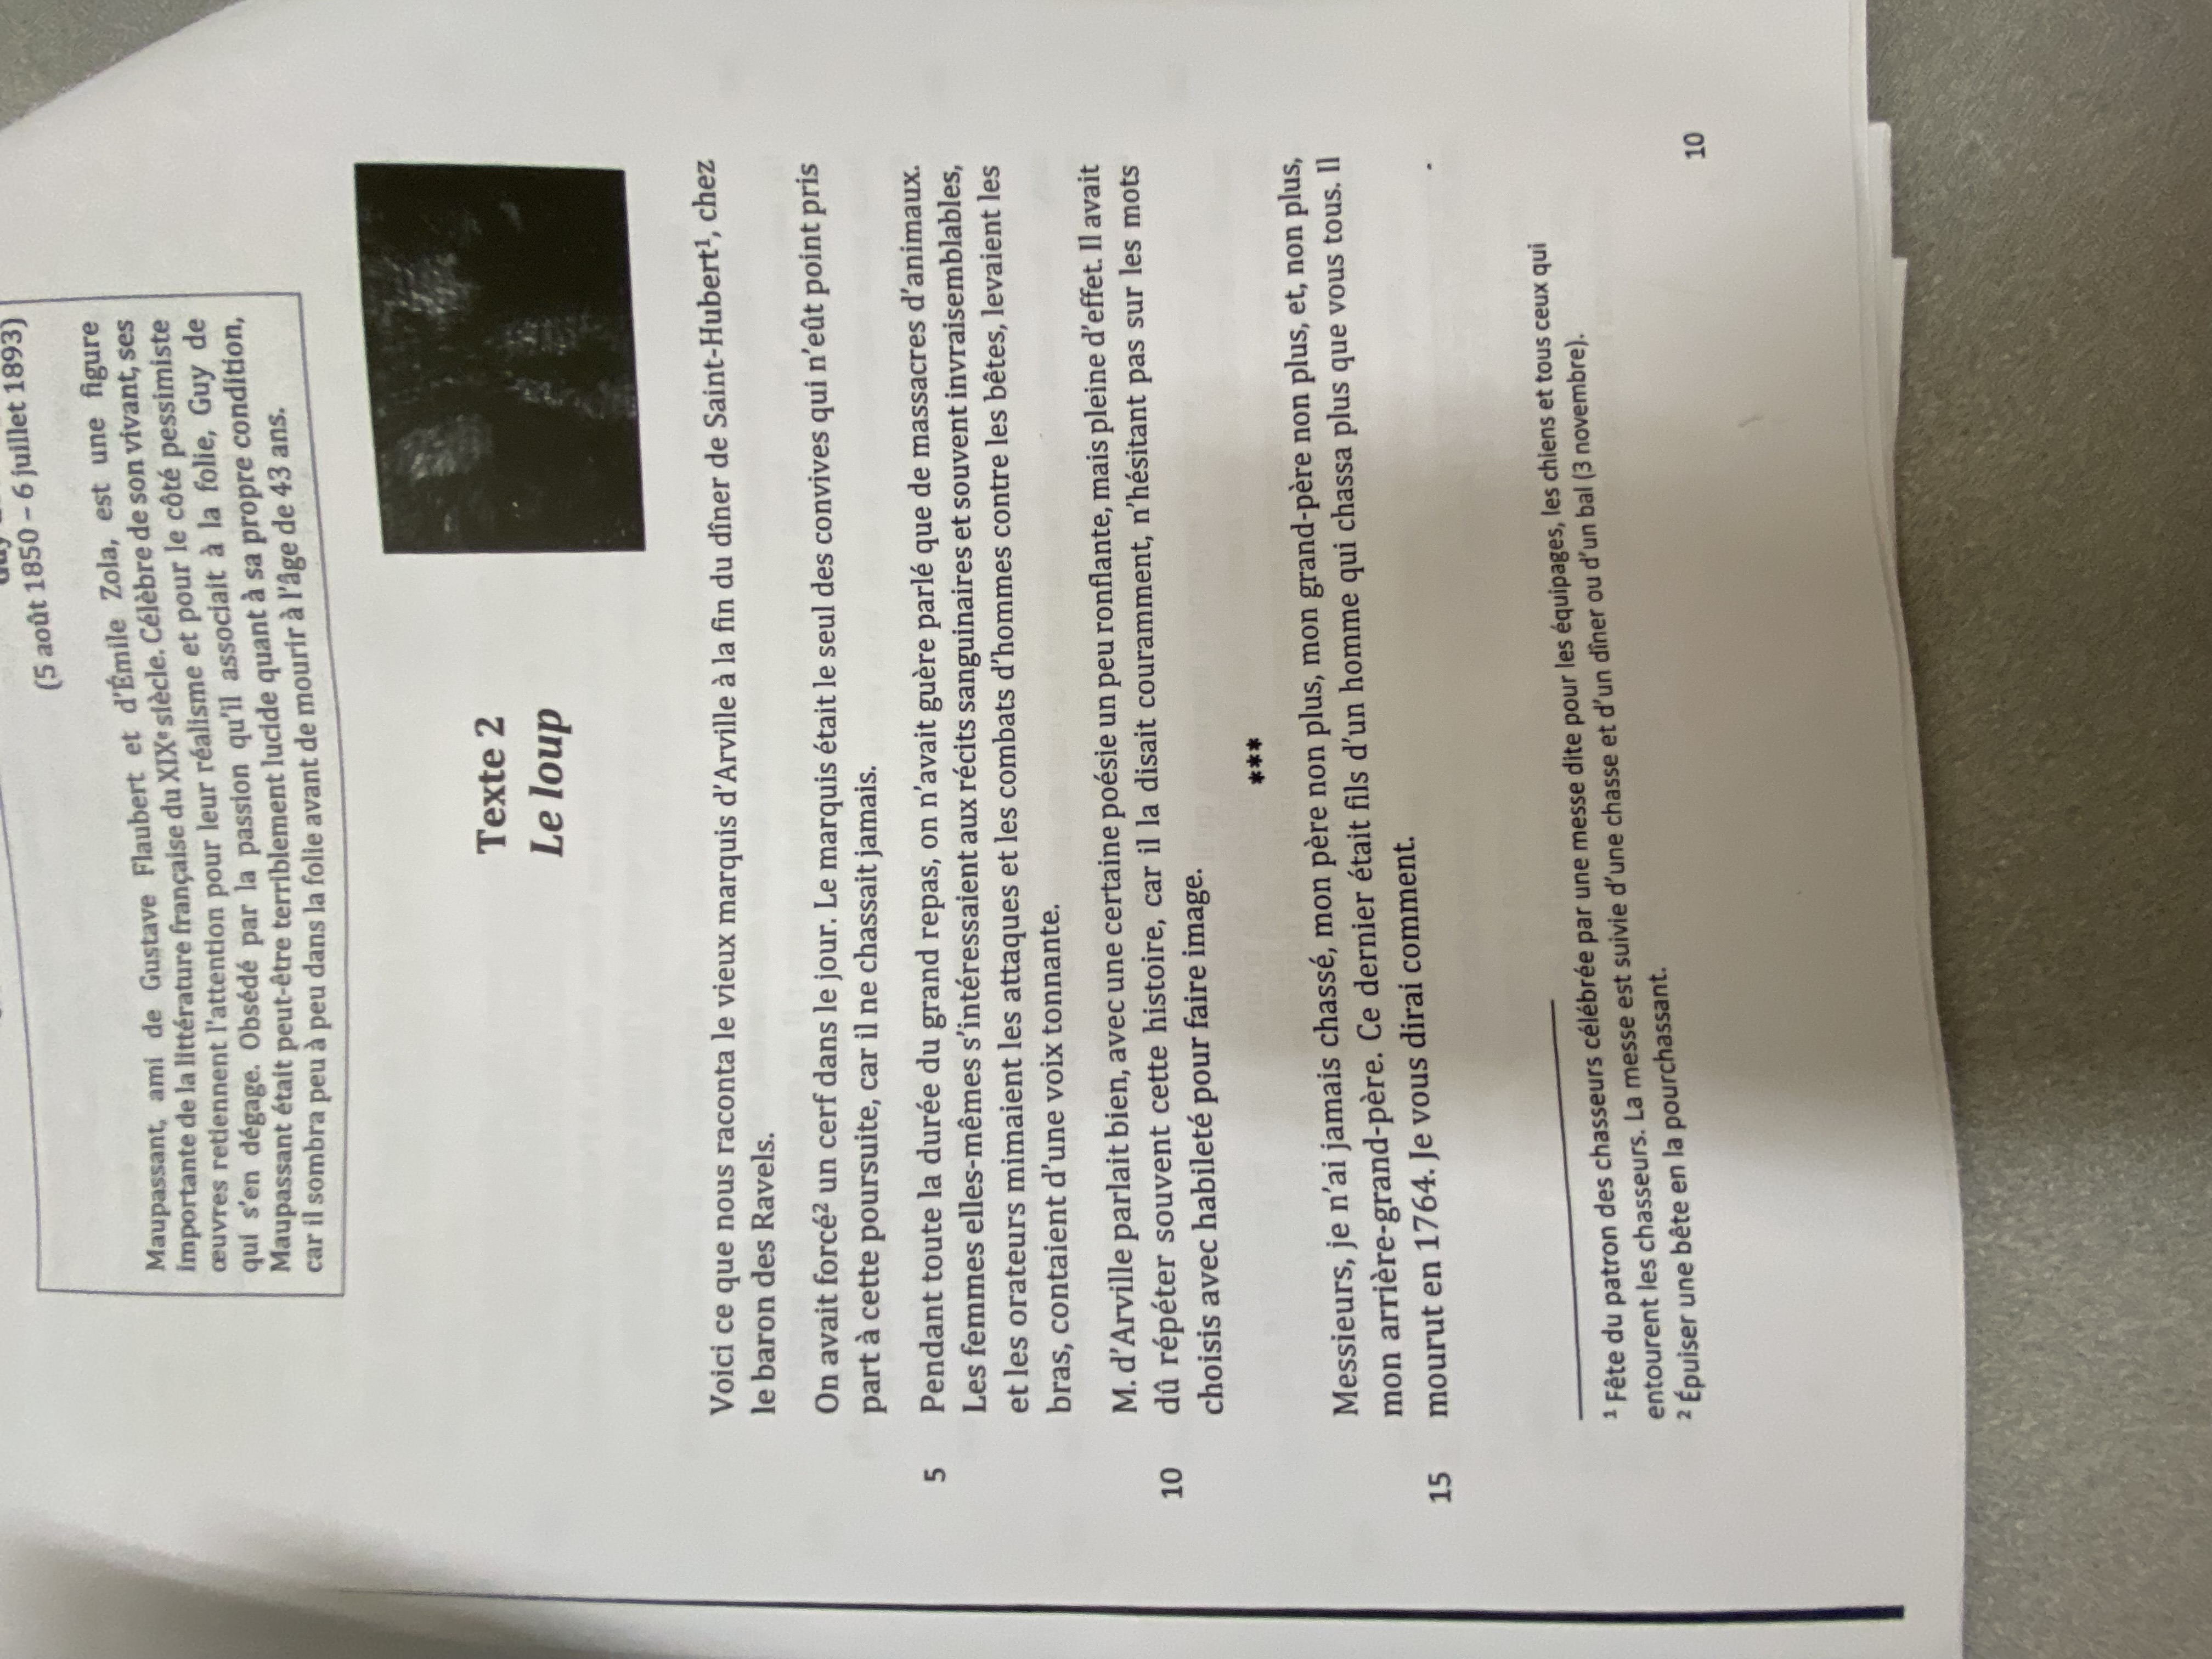 (5 août 1850 – 6 juillet 1893)
Maupassant, ami de Gustave Flaubert et d'Émile Zola, est une figure
importante de la littérature française du XIXᵉ siècle. Célèbre de son vivant, ses
œuvres retiennent l'attention pour leur réalisme et pour le côté pessimiste
qui s'en dégage. Obsédé par la passion qu'il associait à la folie, Guy de
Maupassant était peut-être terriblement lucide quant à sa propre condition,
car il sombra peu à peu dans la folie avant de mourir à l'âge de 43 ans.
Texte 2
Le loup
Voici ce que nous raconta le vieux marquis d'Arville à la fin du dîner de Saint-Hubert¹, chez
le baron des Ravels.
On avait forcé² un cerf dans le jour. Le marquis était le seul des convives qui n'eût point pris
part à cette poursuite, car il ne chassait jamais.
5 Pendant toute la durée du grand repas, on n'avait guère parlé que de massacres d'animaux.
Les femmes elles-mêmes s'intéressaient aux récits sanguinaires et souvent invraisemblables,
et les orateurs mimaient les attaques et les combats d'hommes contre les bêtes, levaient les
bras, contaient d'une voix tonnante.
M. d'Arville parlait bien, avec une certaine poésie un peu ronflante, mais pleine d'effet. Il avait
10 dû répéter souvent cette histoire, car il la disait couramment, n'hésitant pas sur les mots
choisis avec habileté pour faire image.
***
Messieurs, je n'ai jamais chassé, mon père non plus, mon grand-père non plus, et, non plus,
mon arrière-grand-père. Ce dernier était fils d'un homme qui chassa plus que vous tous. Il
15 mourut en 1764. Je vous dirai comment.
¹ Fête du patron des chasseurs célébrée par une messe dite pour les équipages, les chiens et tous ceux qui
entourent les chasseurs. La messe est suivie d'une chasse et d'un dîner ou d'un bal (3 novembre).
² Épuiser une bête en la pourchassant.
10